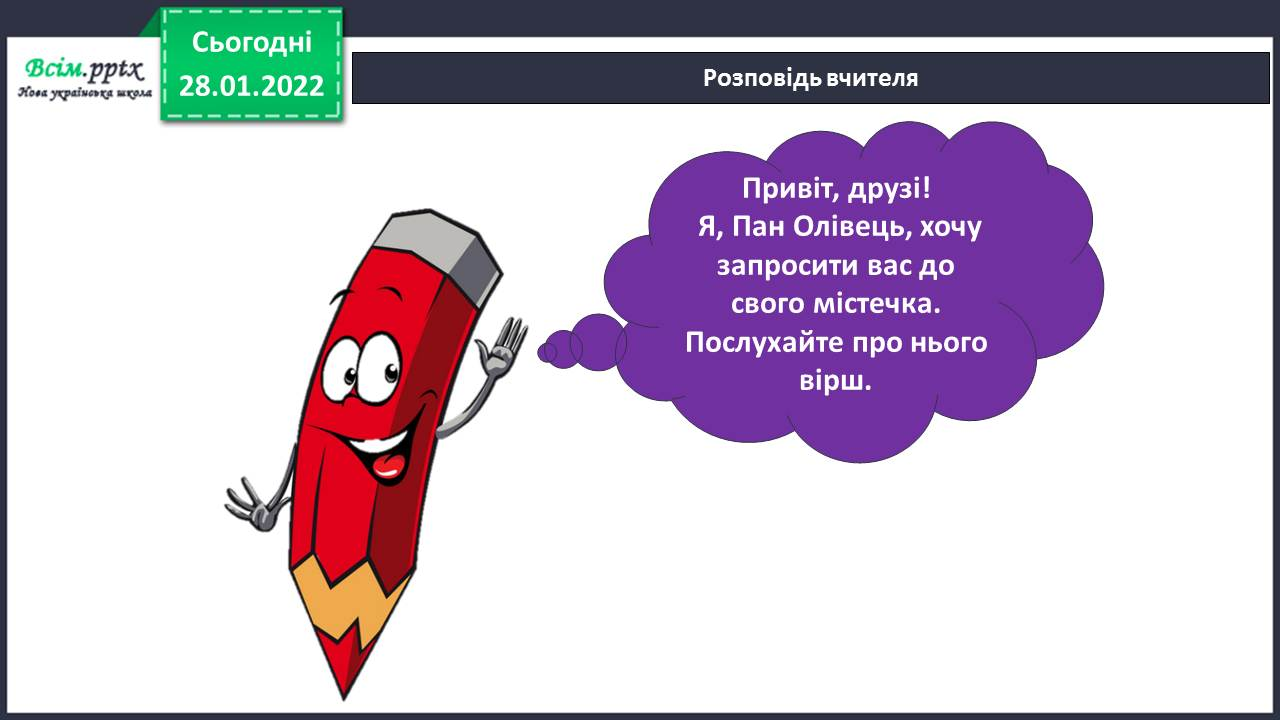 Всім.pptx
Нова українська школа
Сьогодні
28.01.2022
Розповідь вчителя
Привіт, друзі!
Я, Пан Олівець, хочу
запросити вас до
свого містечка.
Послухайте про нього
вірш.